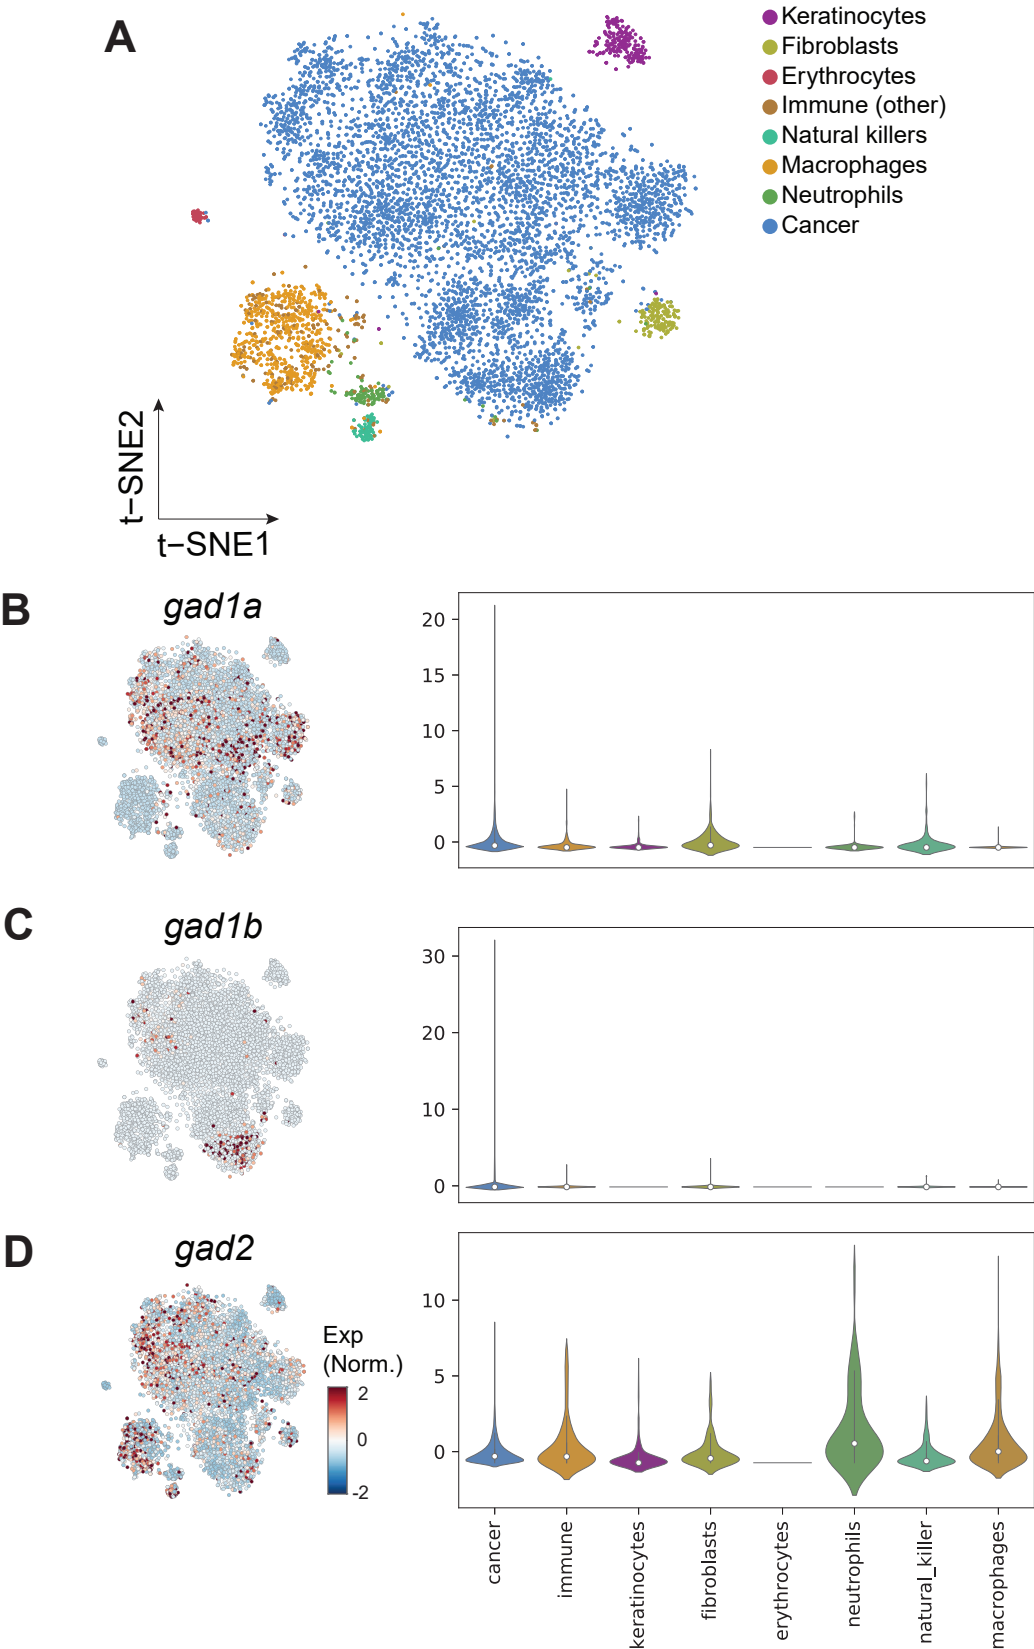 A
Keratinocytes
Fibroblasts
Erythrocytes
Immune (other)
Natural killers
Macrophages
Neutrophils
Cancer
t−SNE2
t−SNE1
B
gad1a
20
15
10
5
0
C
gad1b
30
20
10
0
D
gad2
Exp
(Norm.)
2
0
-2
10
5
0
cancer
immune
keratinocytes
fibroblasts
erythrocytes
neutrophils
natural_killer
macrophages